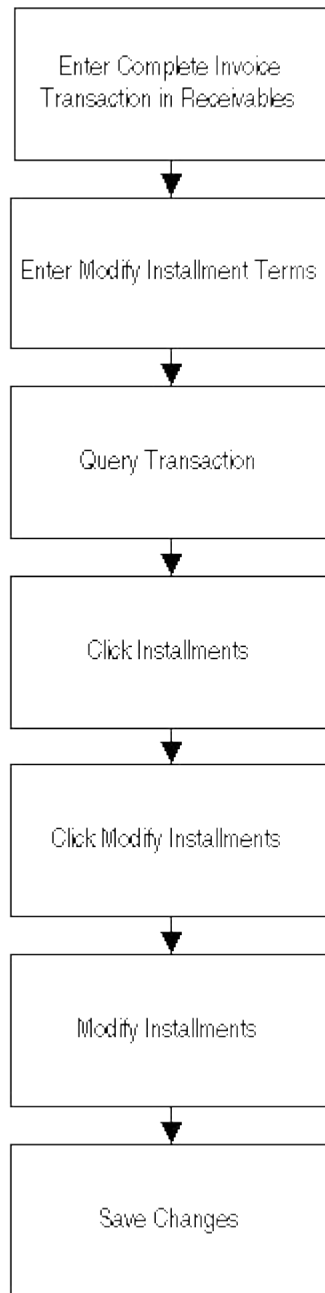 Enter Complete Invoice
Transaction in Receivables
Enter Modify Installment Terms
Query Transaction
Click Installments
Click Modify Installments
Modify Installments
Save Changes